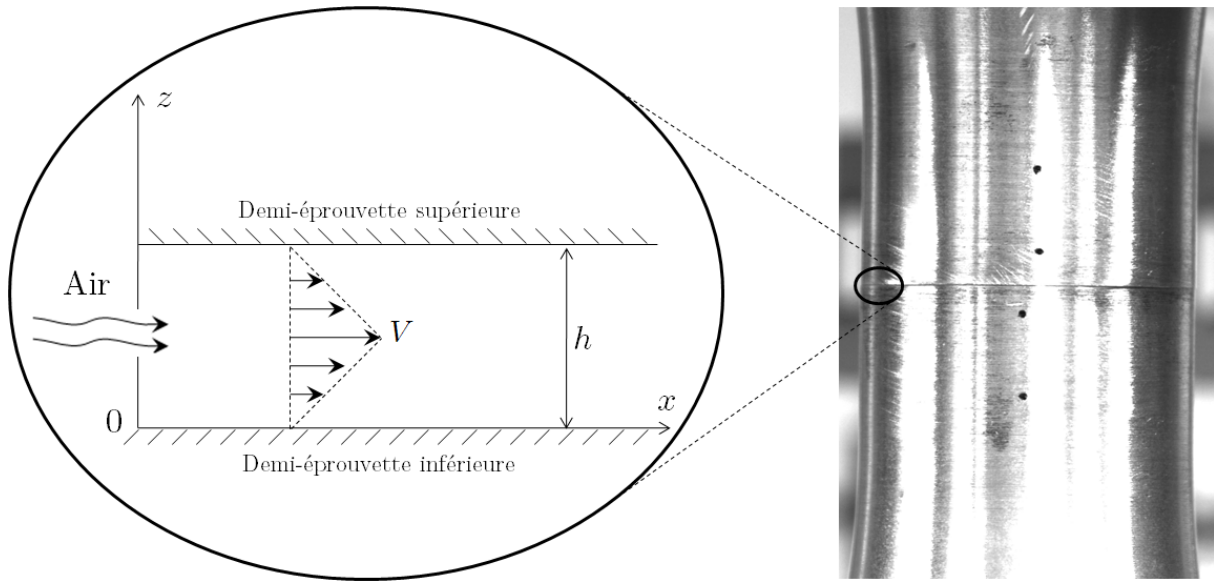 z
Demi-éprouvette supérieure
Air
V
h
0
x
Demi-éprouvette inférieure